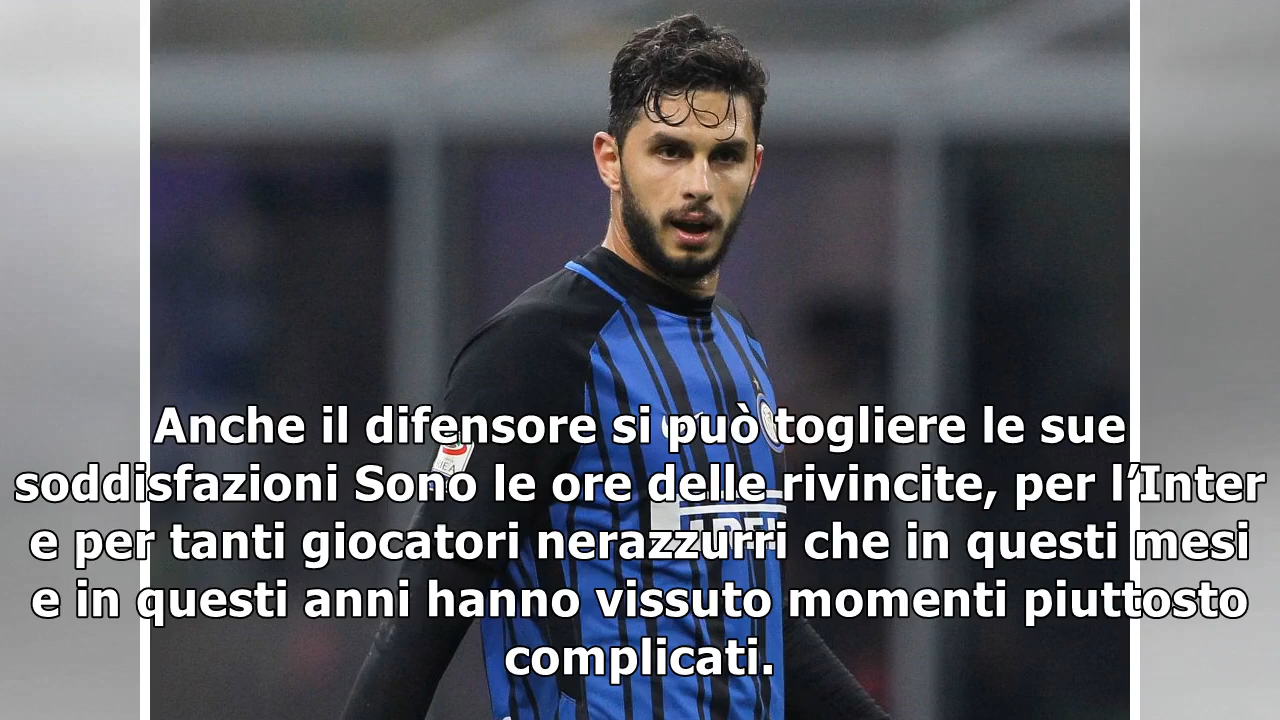 Anche il difensore si può togliere le sue
soddisfazioni Sono le ore delle rivincite, per l’Inter
e per tanti giocatori nerazzurri che in questi mesi
e in questi anni hanno vissuto momenti piuttosto
complicati.